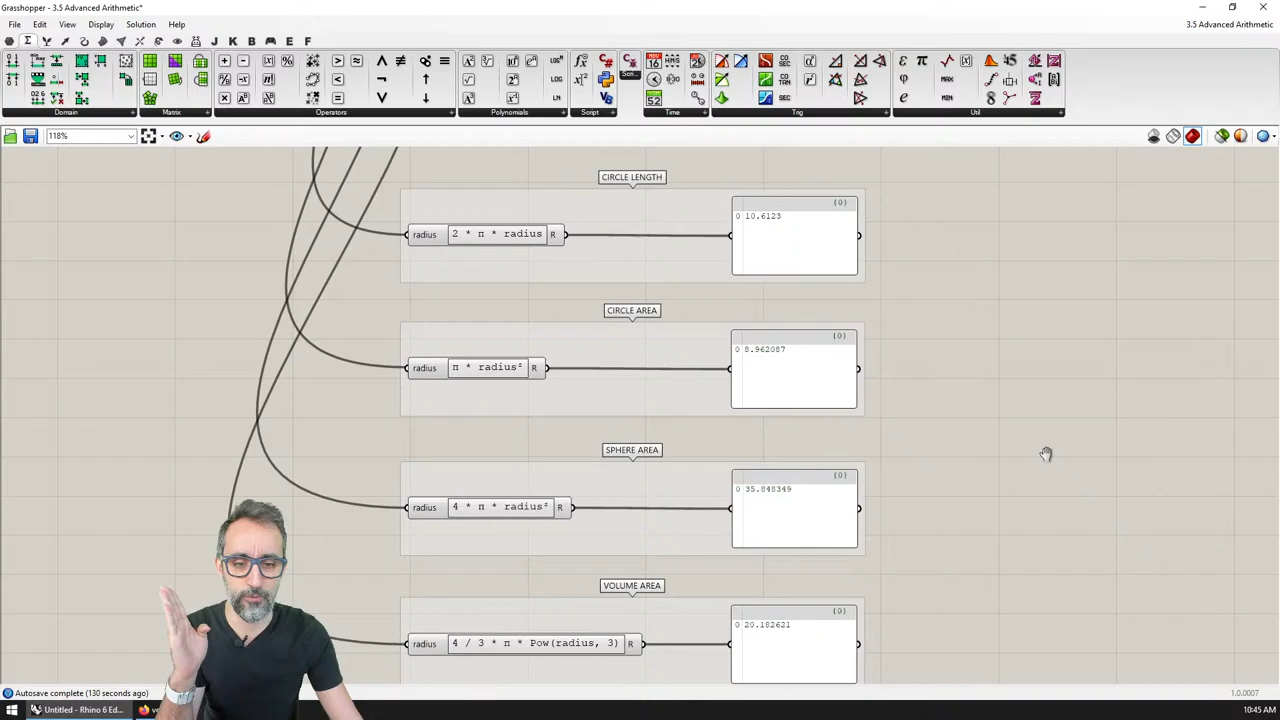 Grasshopper - 3.5 Advanced Arithmetic*
File Edit View Display Solution Help
3.5 Advanced Arithmetic
Σ J K B E F
Domain Matrix Operators Polynomials Script Time Trig Util
118%
CIRCLE LENGTH
{0}
0 10.6123
radius 2 * π * radius R
CIRCLE AREA
{0}
0 8.962087
radius π * radius² R
SPHERE AREA
{0}
0 35.848349
radius 4 * π * radius² R
VOLUME AREA
{0}
0 20.182621
radius 4 / 3 * π * Pow(radius, 3) R
Autosave complete (130 seconds ago)
1.0.0007
Untitled - Rhino 6 Ed...
10:45 AM